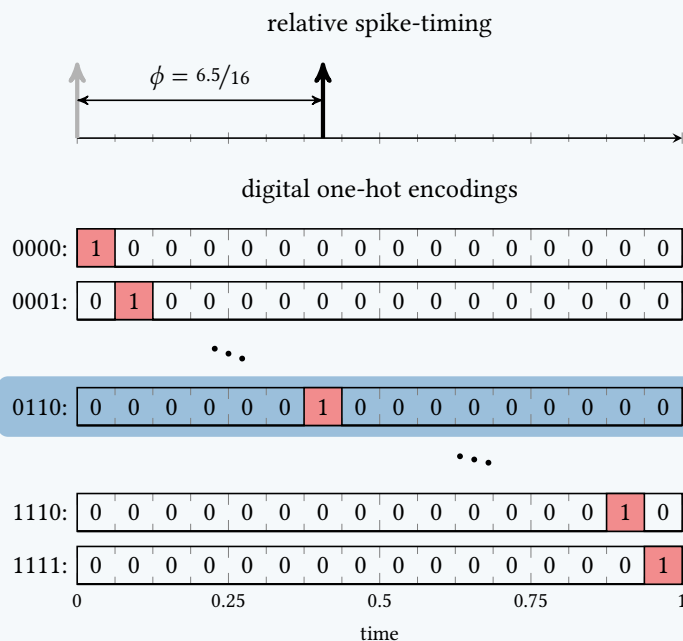 relative spike-timing
ϕ = 6.5/16
digital one-hot encodings
0000: 1 0 0 0 0 0 0 0 0 0 0 0 0 0 0 0
0001: 0 1 0 0 0 0 0 0 0 0 0 0 0 0 0 0
0110: 0 0 0 0 0 0 1 0 0 0 0 0 0 0 0 0
1110: 0 0 0 0 0 0 0 0 0 0 0 0 0 0 1 0
1111: 0 0 0 0 0 0 0 0 0 0 0 0 0 0 0 1
0 0.25 0.5 0.75 1
time